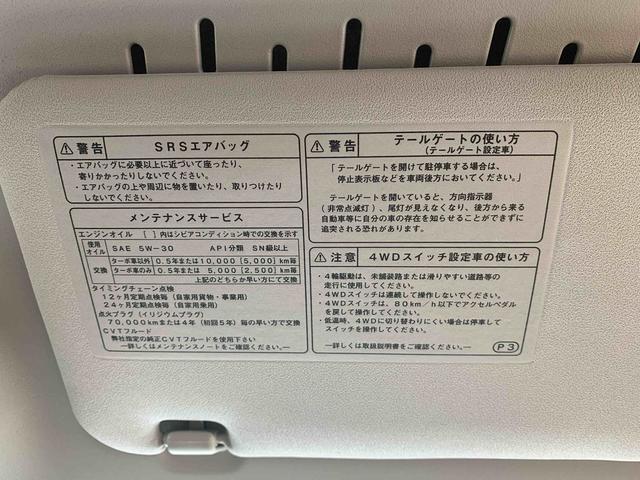 ⚠警告 SRSエアバッグ
・エアバッグに必要以上に近づいて座ったり、
寄りかかったりしないでください。
・エアバッグの上や周辺に物を置いたり、取りつけたり
しないでください。
メンテナンスサービス
エンジンオイル [ ]内はシビアコンディション時での交換を示す
使用オイル SAE 5W-30 API分類 SN級以上
交換 ターボ車以外 0.5年または10,000[5,000]km毎
ターボ車のみ 0.5年または 5,000[2,500]km毎
上記のどちらか早い方にて交換
タイミングチェーン点検
12ヶ月定期点検毎(自家用貨物・事業用)
24ヶ月定期点検毎(自家用乗用)
点火プラグ(イリジウムプラグ)
70,000kmまたは4年(初回5年)毎の早い方で交換
CVTフルード
弊社指定の純正CVTフルードを使用下さい
―詳しくはメンテナンスノートをご確認ください。―
⚠警告 テールゲートの使い方
(テールゲート設定車)
「テールゲートを開けて駐停車する場合は、
停止表示板などを車両後方においてください。」
テールゲートを開いていると、方向指示器
(非常点滅灯)、尾灯が見えなくなり、後方から来る
自動車等に自分の車の存在を知らせることができずに
追突される恐れがあります。
⚠注意 4WDスイッチ設定車の使い方
・4輪駆動は、未舗装路または滑りやすい道路等の
走行に使用してください。
・4WDスイッチは連続して操作しないでください。
・4WDスイッチの操作は、80km/h以下でアクセルペダル
を戻して操作してください。
・低温時、4WDに切り替わりにくい場合は停車して
スイッチを操作してください。
―詳しくは取扱説明書をご確認ください。―
P3